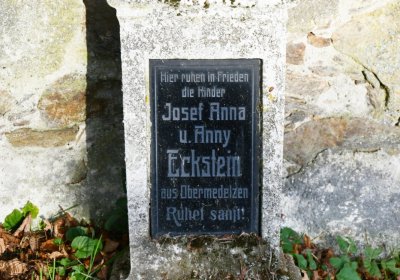 Hier ruhen in Frieden
die Kinder
Josef Anna
u. Anny
Eckstein
aus Obermedelzen
Ruhet sanft!